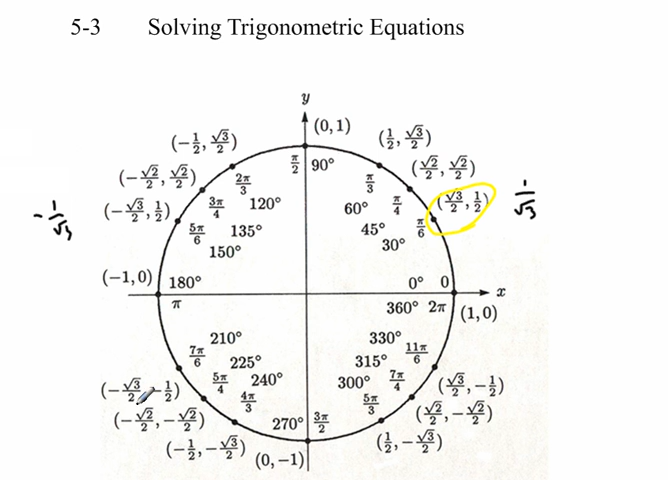 5-3 Solving Trigonometric Equations
y
(0, 1)
(-1/2, √3/2)
(1/2, √3/2)
(-√2/2, √2/2)
π/2 90°
(√2/2, √2/2)
2π/3
π/3
(-√3/2, 1/2)
3π/4 120°
60° π/4
(√3/2, 1/2)
1/√3
-1/√3
5π/6 135°
45° π/6
150°
30°
(-1, 0) 180°
0° 0
x
π
360° 2π (1, 0)
210°
330°
7π/6 225°
315° 11π/6
5π/4 240°
300° 7π/4
(-√3/2, -1/2)
4π/3
5π/3
(√3/2, -1/2)
(-√2/2, -√2/2)
270° 3π/2
(√2/2, -√2/2)
(-1/2, -√3/2)
(0, -1)
(1/2, -√3/2)